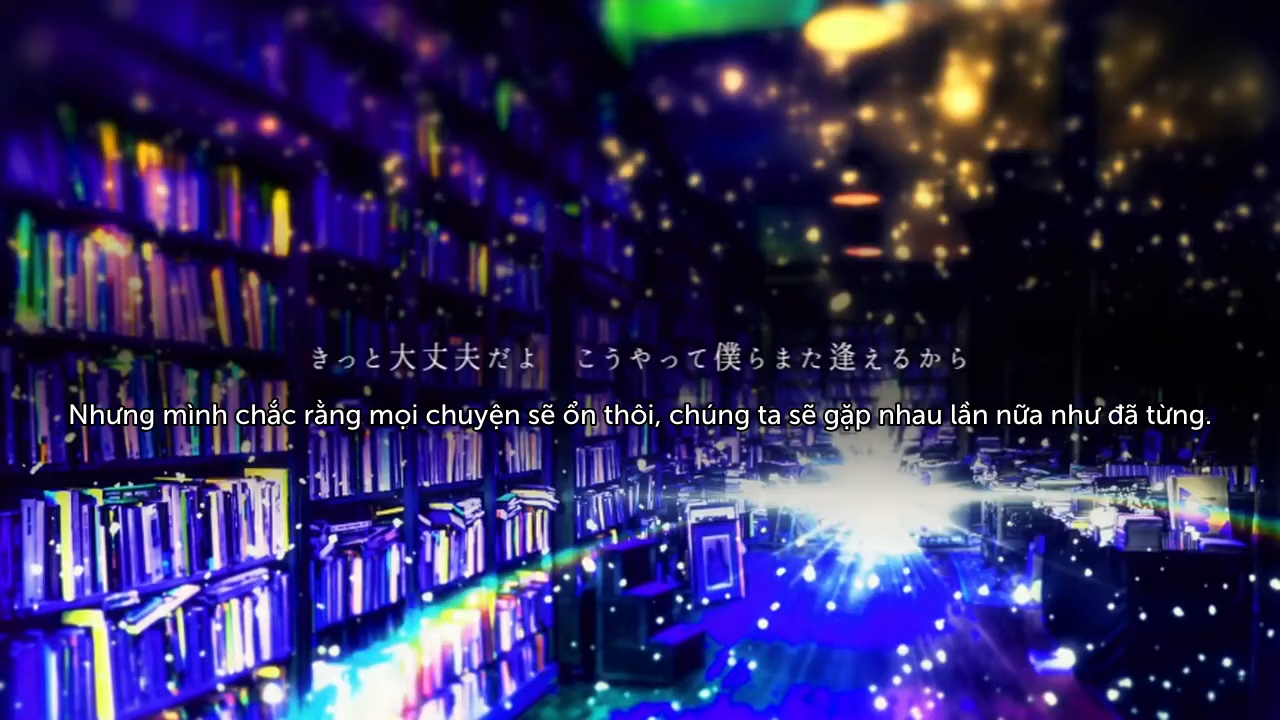 きっと大丈夫だよ　こうやって僕らまた逢えるから
Nhưng mình chắc rằng mọi chuyện sẽ ổn thôi, chúng ta sẽ gặp nhau lần nữa như đã từng.